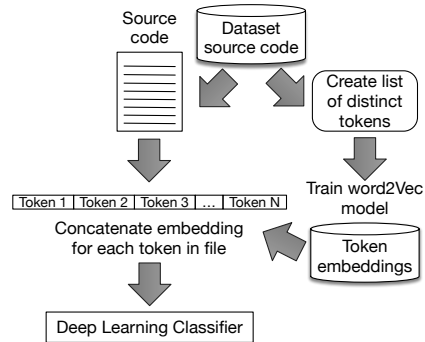 Source
code
Dataset
source code
Create list
of distinct
tokens
Train word2Vec
model
Token 1 Token 2 Token 3 ... Token N
Concatenate embedding
for each token in file
Token
embeddings
Deep Learning Classifier